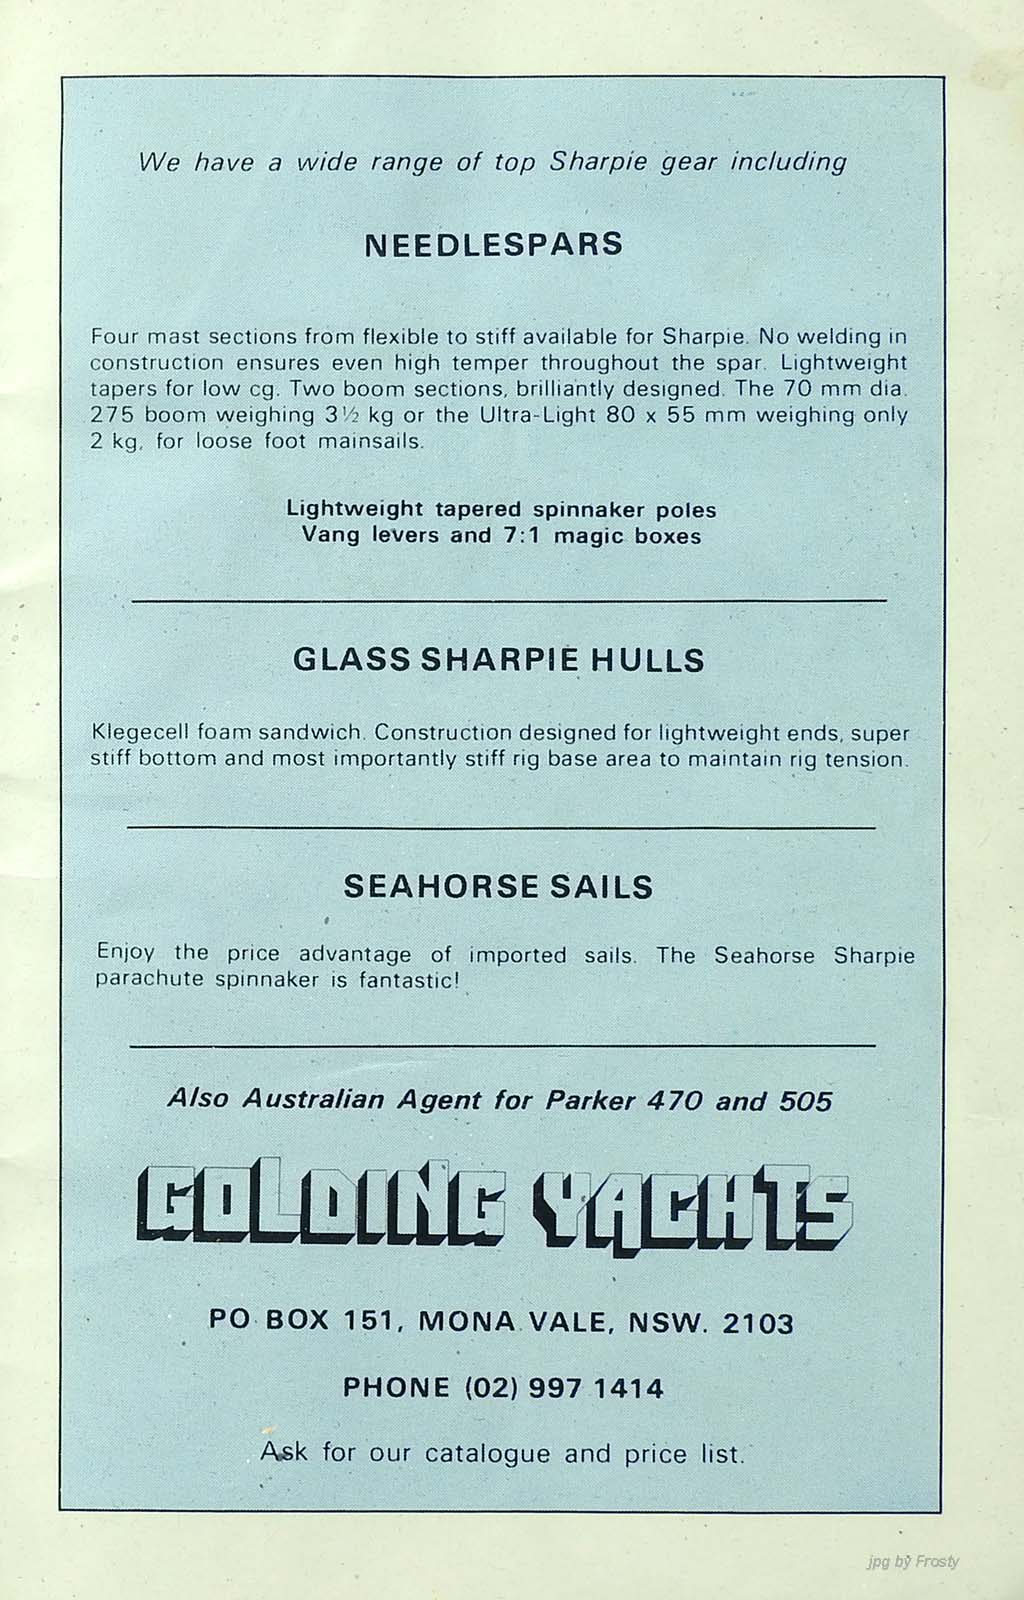 We have a wide range of top Sharpie gear including
NEEDLESPARS
Four mast sections from flexible to stiff available for Sharpie. No welding in
construction ensures even high temper throughout the spar. Lightweight
tapers for low cg. Two boom sections, brilliantly designed. The 70 mm dia.
275 boom weighing 3½ kg or the Ultra-Light 80 x 55 mm weighing only
2 kg, for loose foot mainsails.
Lightweight tapered spinnaker poles
Vang levers and 7:1 magic boxes
GLASS SHARPIE HULLS
Klegecell foam sandwich. Construction designed for lightweight ends, super
stiff bottom and most importantly stiff rig base area to maintain rig tension.
SEAHORSE SAILS
Enjoy the price advantage of imported sails. The Seahorse Sharpie
parachute spinnaker is fantastic!
Also Australian Agent for Parker 470 and 505
GOLDING YACHTS
PO BOX 151, MONA VALE, NSW. 2103
PHONE (02) 997 1414
Ask for our catalogue and price list.
jpg by Frosty